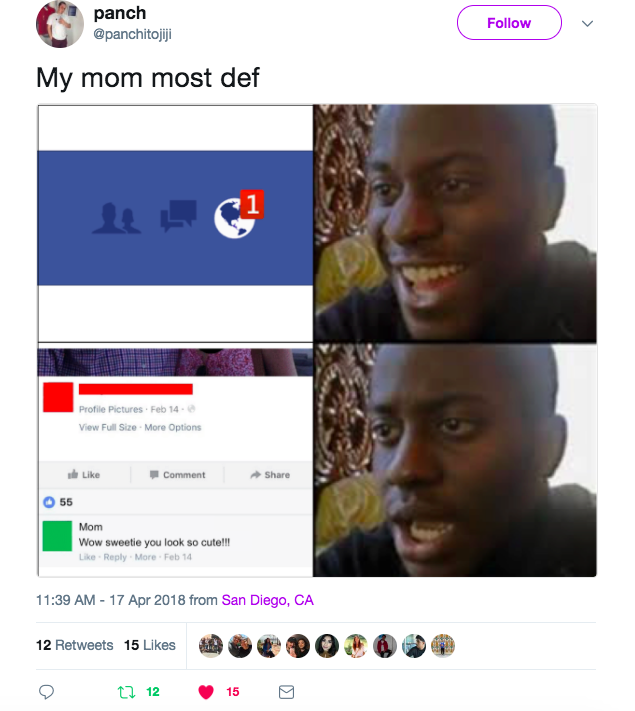 panch
@panchitojiji
Follow
My mom most def
1
Profile Pictures · Feb 14 ·
View Full Size · More Options
Like Comment Share
55
Mom
Wow sweetie you look so cute!!!
Like · Reply · More · Feb 14
11:39 AM - 17 Apr 2018 from San Diego, CA
12 Retweets 15 Likes
12 15